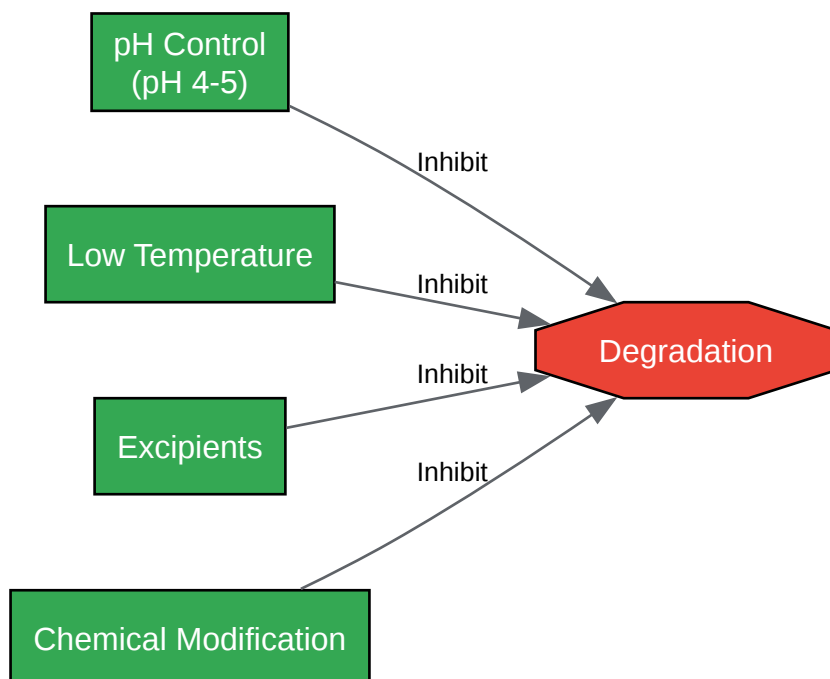 pH Control
(pH 4-5)
Inhibit
Low Temperature
Inhibit
Degradation
Inhibit
Excipients
Inhibit
Chemical Modification